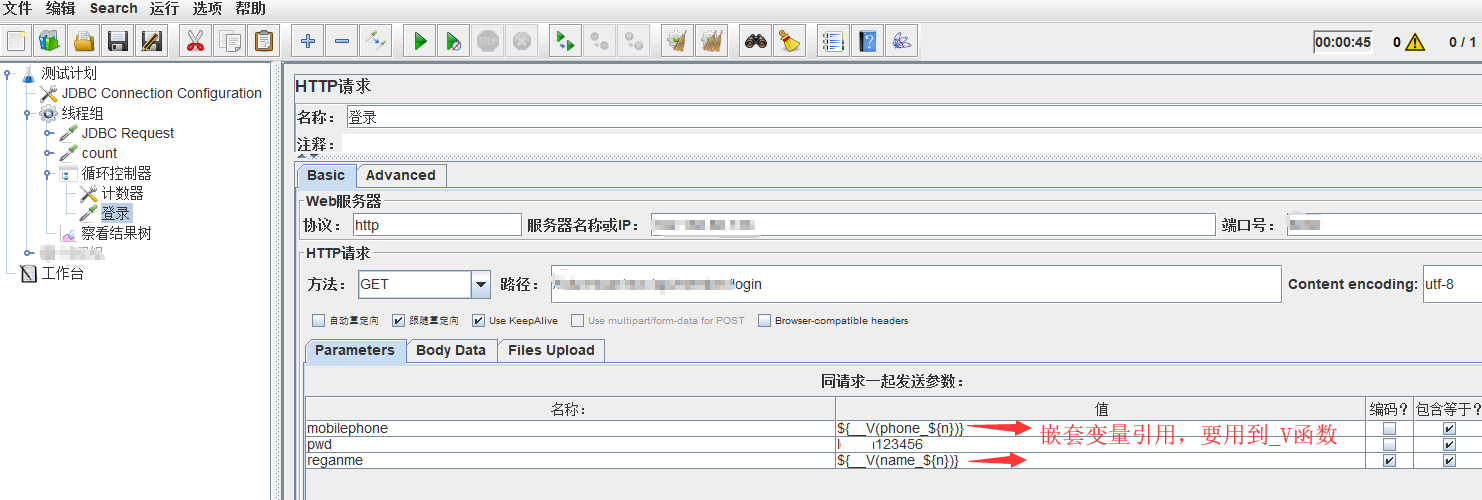 文件 编辑 Search 运行 选项 帮助
00:00:45 0 0 / 1
测试计划
JDBC Connection Configuration
线程组
JDBC Request
count
循环控制器
计数器
登录
察看结果树
工作台
HTTP请求
名称： 登录
注释：
Basic Advanced
Web服务器
协议： http 服务器名称或IP： 端口号：
HTTP请求
方法： GET 路径： login Content encoding: utf-8
自动重定向 跟随重定向 Use KeepAlive Use multipart/form-data for POST Browser-compatible headers
Parameters Body Data Files Upload
同请求一起发送参数：
名称： 值 编码？ 包含等于？
mobilephone ${__V(phone_${n})}
嵌套变量引用，要用到_V函数
pwd 123456
reganme ${__V(name_${n})}